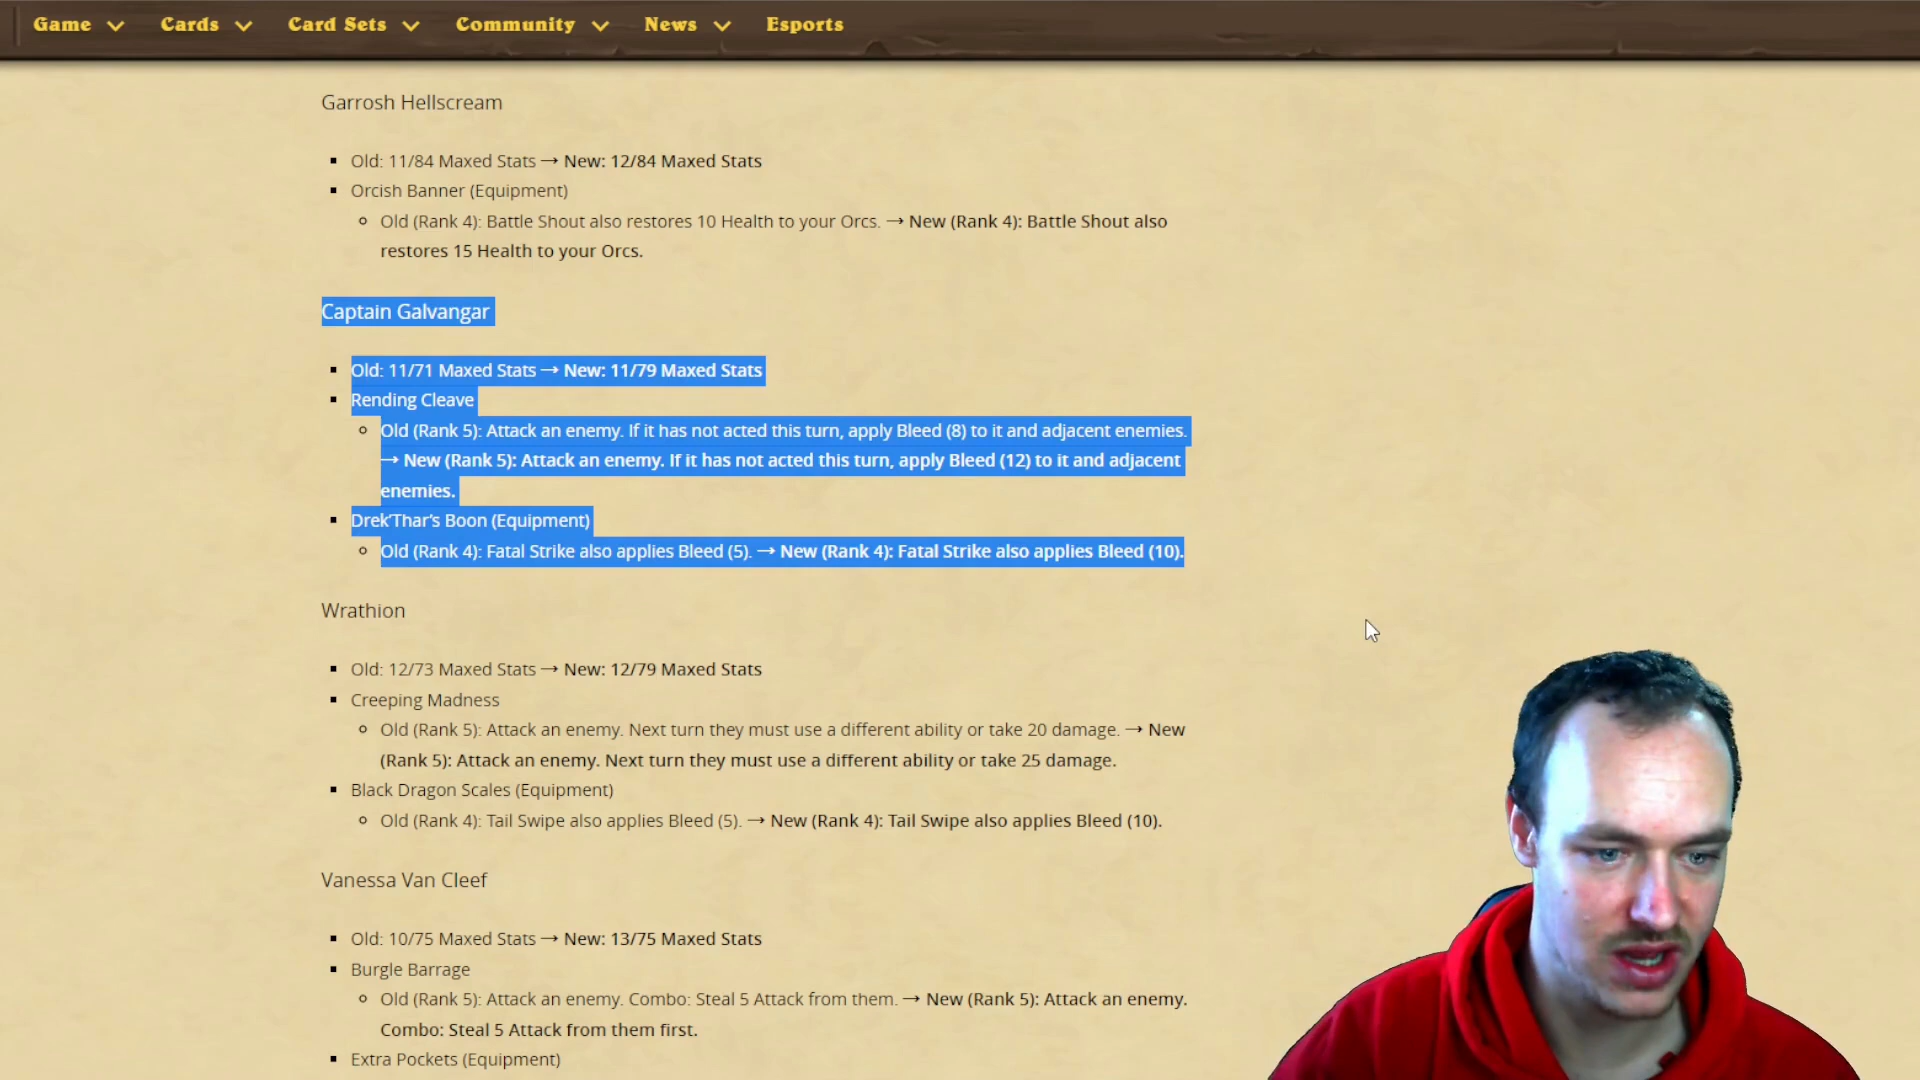 Game Cards Card Sets Community News Esports
Garrosh Hellscream
Old: 11/84 Maxed Stats → New: 12/84 Maxed Stats
Orcish Banner (Equipment)
Old (Rank 4): Battle Shout also restores 10 Health to your Orcs. → New (Rank 4): Battle Shout also
restores 15 Health to your Orcs.
Captain Galvangar
Old: 11/71 Maxed Stats → New: 11/79 Maxed Stats
Rending Cleave
Old (Rank 5): Attack an enemy. If it has not acted this turn, apply Bleed (8) to it and adjacent enemies.
→ New (Rank 5): Attack an enemy. If it has not acted this turn, apply Bleed (12) to it and adjacent
enemies.
Drek’Thar’s Boon (Equipment)
Old (Rank 4): Fatal Strike also applies Bleed (5). → New (Rank 4): Fatal Strike also applies Bleed (10).
Wrathion
Old: 12/73 Maxed Stats → New: 12/79 Maxed Stats
Creeping Madness
Old (Rank 5): Attack an enemy. Next turn they must use a different ability or take 20 damage. → New
(Rank 5): Attack an enemy. Next turn they must use a different ability or take 25 damage.
Black Dragon Scales (Equipment)
Old (Rank 4): Tail Swipe also applies Bleed (5). → New (Rank 4): Tail Swipe also applies Bleed (10).
Vanessa Van Cleef
Old: 10/75 Maxed Stats → New: 13/75 Maxed Stats
Burgle Barrage
Old (Rank 5): Attack an enemy. Combo: Steal 5 Attack from them. → New (Rank 5): Attack an enemy.
Combo: Steal 5 Attack from them first.
Extra Pockets (Equipment)